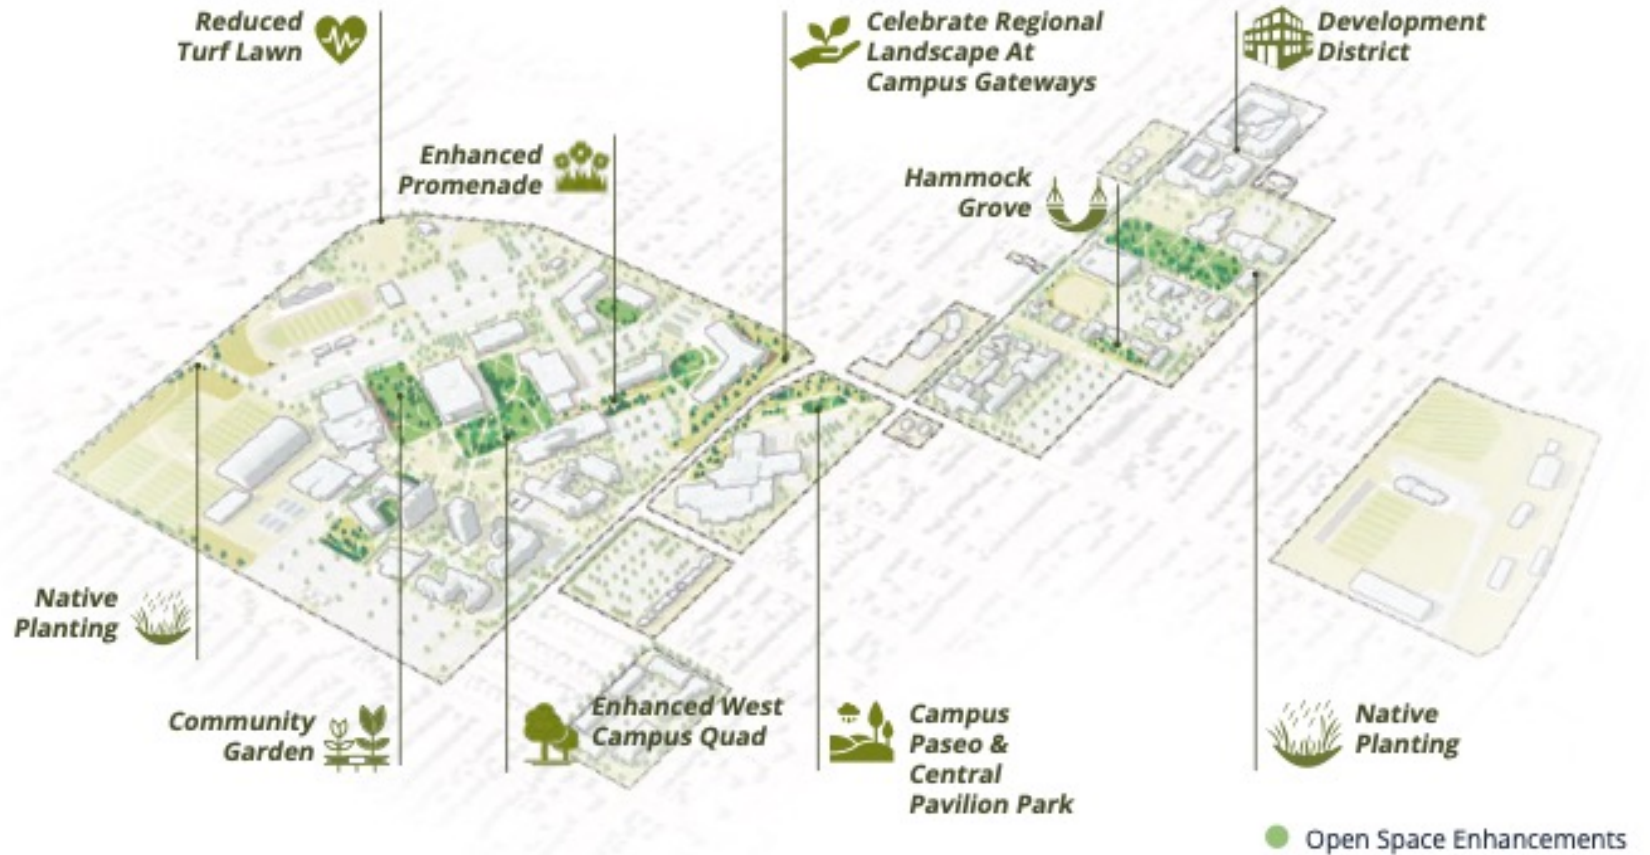 Reduced
Turf Lawn
Celebrate Regional
Landscape At
Campus Gateways
Development
District
Enhanced
Promenade
Hammock
Grove
Native
Planting
Community
Garden
Enhanced West
Campus Quad
Campus
Paseo &
Central
Pavilion Park
Native
Planting
Open Space Enhancements